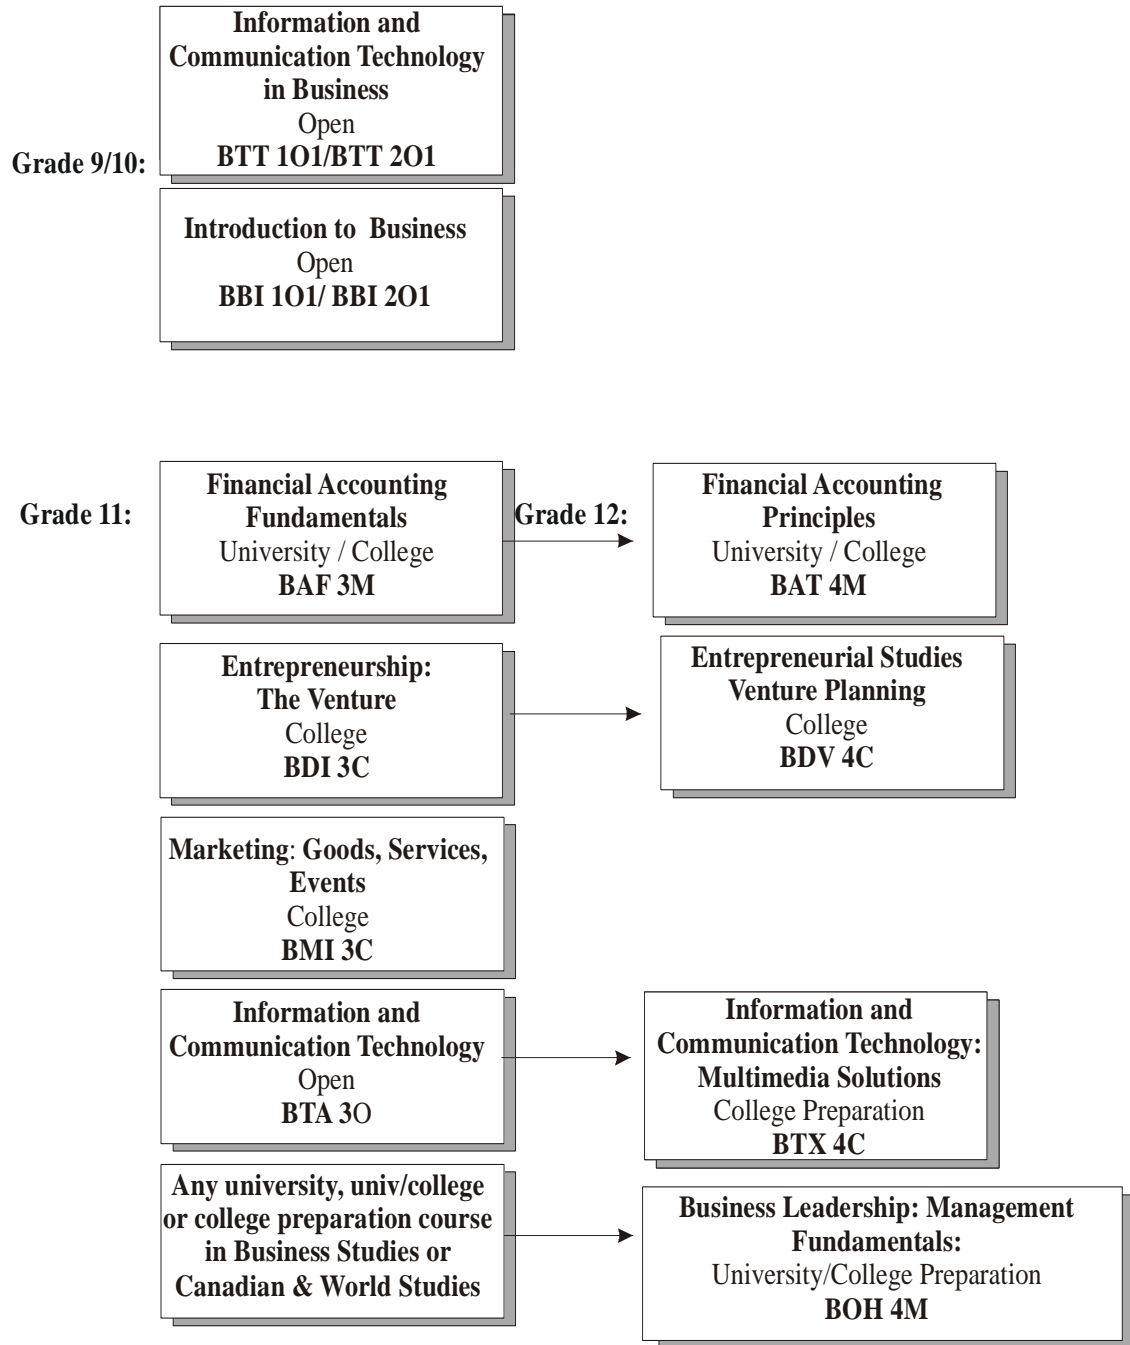 Information and
Communication Technology
in Business
Open
BTT 1O1/BTT 2O1
Grade 9/10:
Introduction to Business
Open
BBI 1O1/ BBI 2O1
Grade 11:
Financial Accounting
Fundamentals
University / College
BAF 3M
Grade 12:
Financial Accounting
Principles
University / College
BAT 4M
Entrepreneurship:
The Venture
College
BDI 3C
Entrepreneurial Studies
Venture Planning
College
BDV 4C
Marketing: Goods, Services,
Events
College
BMI 3C
Information and
Communication Technology
Open
BTA 3O
Information and
Communication Technology:
Multimedia Solutions
College Preparation
BTX 4C
Any university, univ/college
or college preparation course
in Business Studies or
Canadian & World Studies
Business Leadership: Management
Fundamentals:
University/College Preparation
BOH 4M